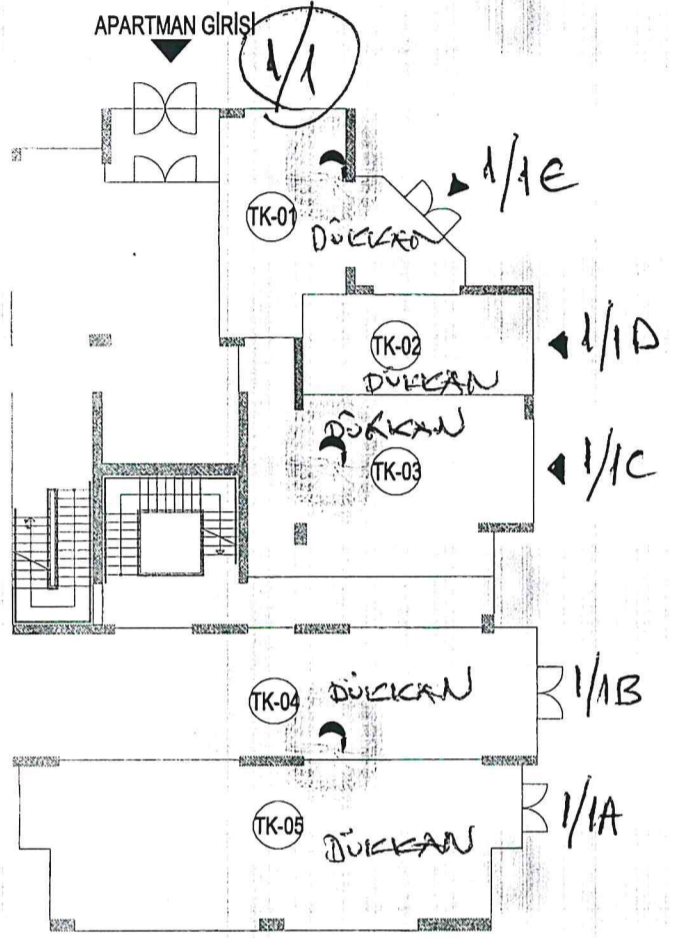 APARTMAN GİRİŞİ
1/1
TK-01
DÜKKAN
1/1E
TK-02
DÜKKAN
1/1D
DÜKKAN
TK-03
1/1C
TK-04
DÜKKAN
1/1B
TK-05
DÜKKAN
1/1A